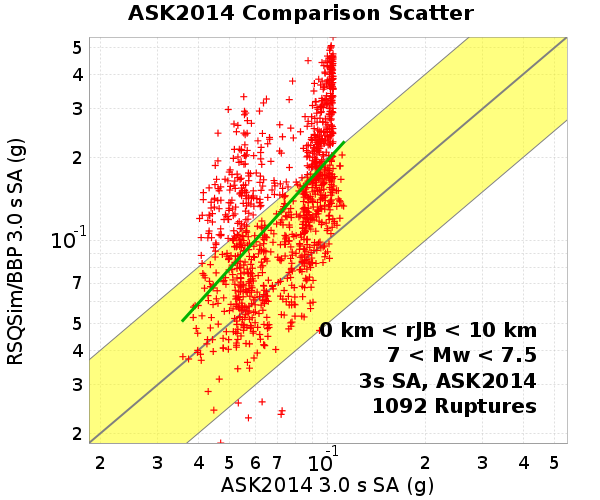 ASK2014 Comparison Scatter
RSQSim/BBP 3.0 s SA (g)
5
4
3
2
10-1
7
5
4
3
2
0 km < rJB < 10 km
7 < Mw < 7.5
3s SA, ASK2014
1092 Ruptures
2 3 4 5 6 7 10-1 2 3 4 5
ASK2014 3.0 s SA (g)